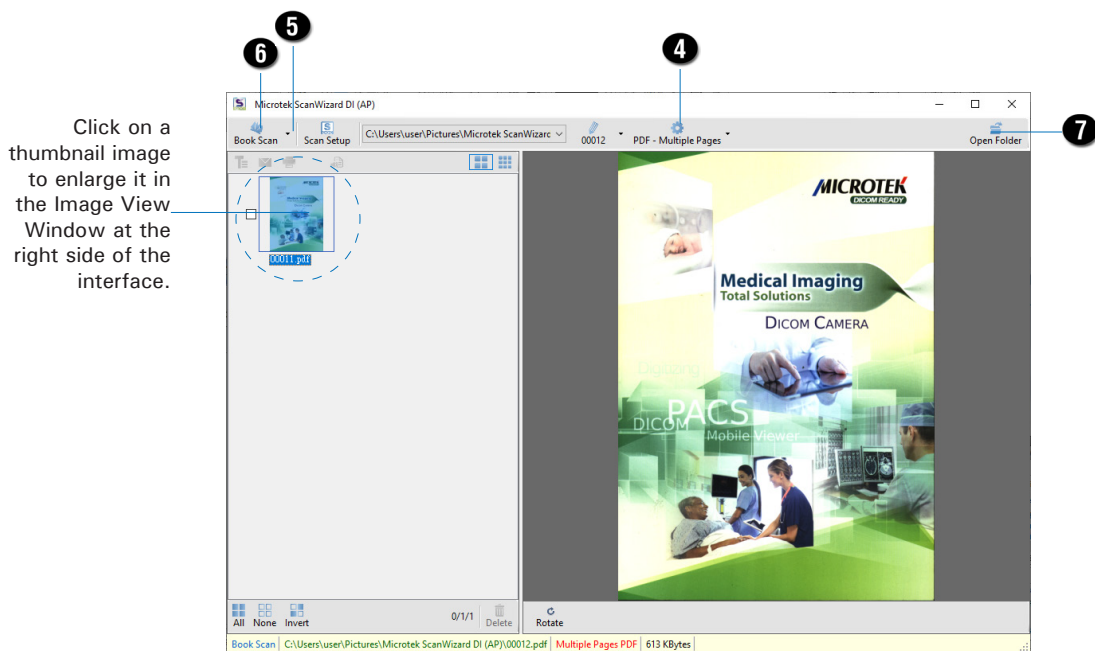 5
6
4
Microtek ScanWizard DI (AP)
Book Scan
Scan Setup
C:\Users\user\Pictures\Microtek ScanWizarc
00012
PDF - Multiple Pages
Open Folder
7
Click on a
thumbnail image
to enlarge it in
the Image View
Window at the
right side of the
interface.
00011.pdf
MICROTEK
DICOM READY
Medical Imaging
Total Solutions
DICOM CAMERA
Digitizing
PACS
DICOM
Mobile Viewer
All
None
Invert
0/1/1
Delete
Rotate
Book Scan
C:\Users\user\Pictures\Microtek ScanWizard DI (AP)\00012.pdf
Multiple Pages PDF
613 KBytes